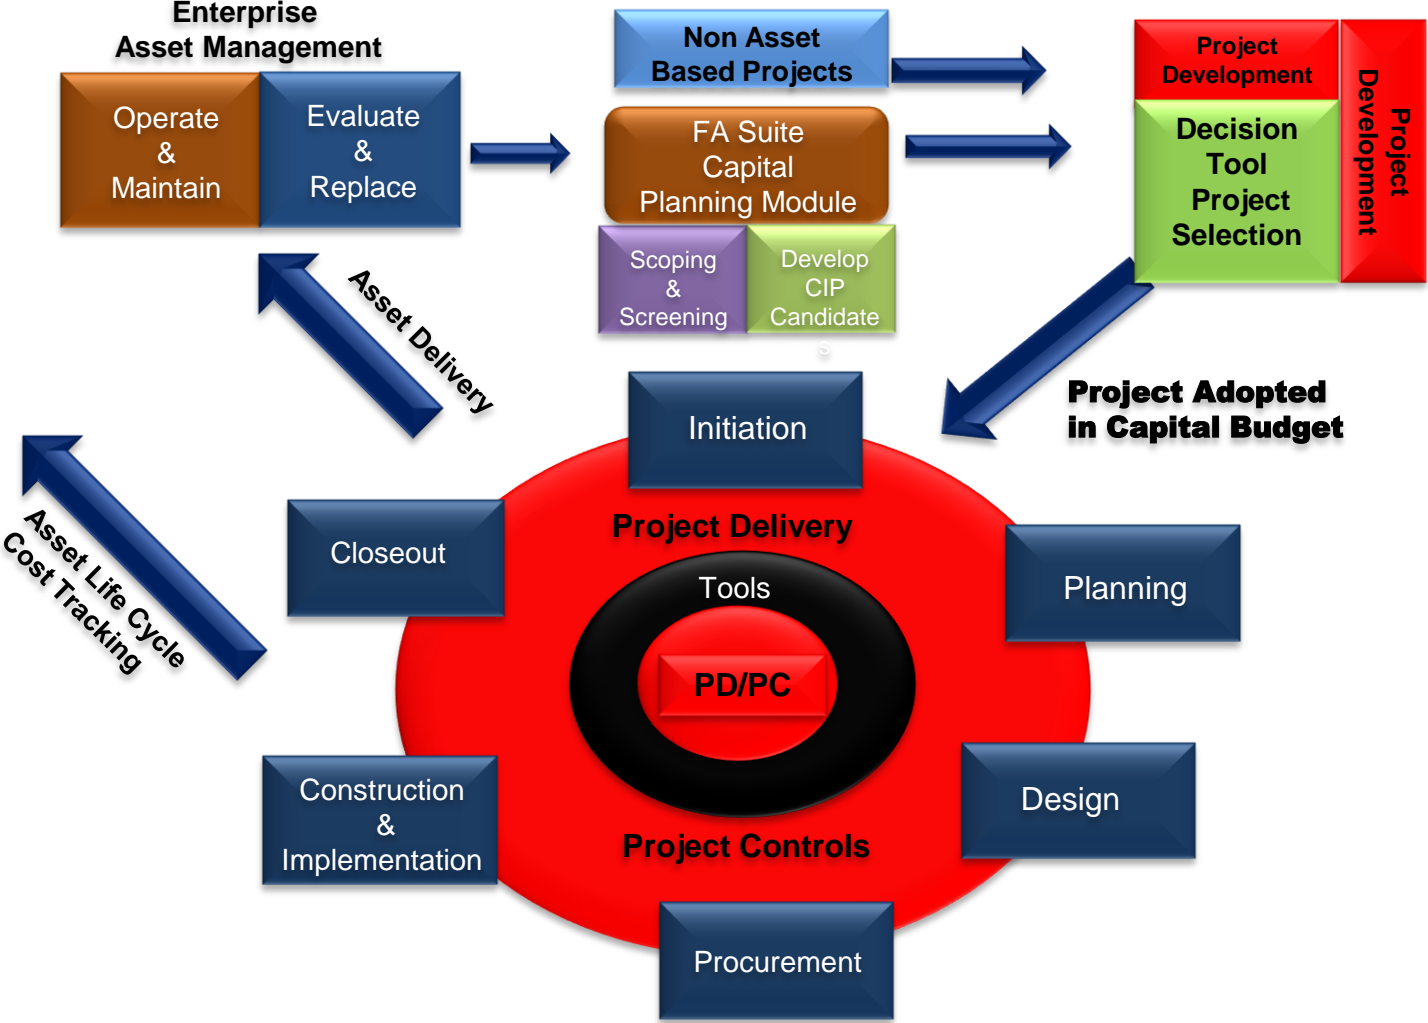 Enterprise
Asset Management
Operate
&
Maintain
Evaluate
&
Replace
Non Asset
Based Projects
FA Suite
Capital
Planning Module
Scoping
&
Screening
Develop
CIP
Candidate
s
Project
Development
Decision
Tool
Project
Selection
Project
Development
Asset Delivery
Project Adopted
in Capital Budget
Asset Life Cycle
Cost Tracking
Initiation
Closeout
Project Delivery
Tools
Planning
PD/PC
Construction
&
Implementation
Design
Project Controls
Procurement